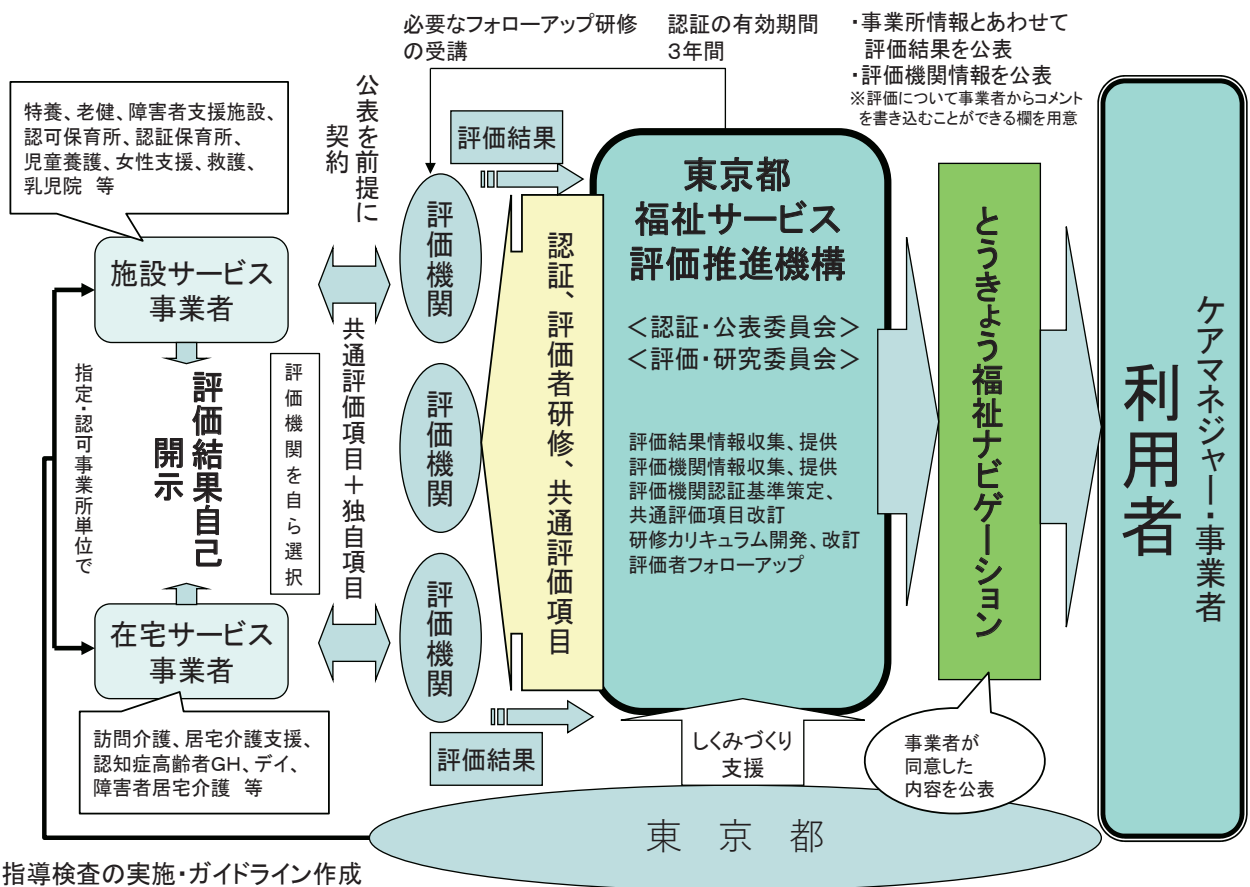 必要なフォローアップ研修
の受講
認証の有効期間
3年間
・事業所情報とあわせて
評価結果を公表
・評価機関情報を公表
※評価について事業者からコメント
を書き込むことができる欄を用意
特養、老健、障害者支援施設、
認可保育所、認証保育所、
児童養護、女性支援、救護、
乳児院 等
公表を前提に
契約
評価結果
施設サービス
事業者
評価機関
東京都
福祉サービス
評価推進機構
<認証・公表委員会>
<評価・研究委員会>
評価結果情報収集、提供
評価機関情報収集、提供
評価機関認証基準策定、
共通評価項目改訂
研修カリキュラム開発、改訂
評価者フォローアップ
認証、評価者研修、共通評価項目
とうきょう福祉ナビゲーション
ケアマネジャー・事業者
利用者
指定・認可事業所単位で
評価結果自己
開示
評価機関を自ら選択
共通評価項目+独自項目
評価機関
在宅サービス
事業者
評価機関
訪問介護、居宅介護支援、
認知症高齢者GH、デイ、
障害者居宅介護 等
評価結果
しくみづくり
支援
事業者が
同意した
内容を公表
東 京 都
指導検査の実施・ガイドライン作成